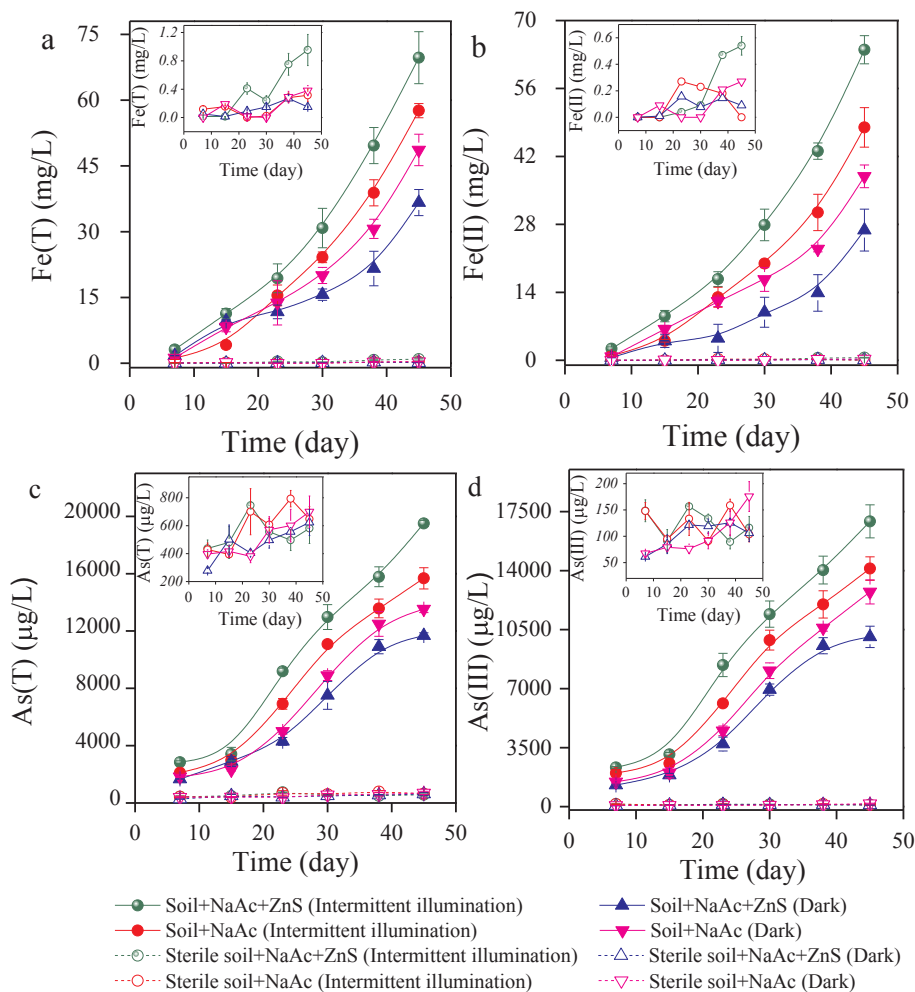 a
Fe(T) (mg/L)
75
60
45
30
15
0
0 10 20 30 40 50
Time (day)
Fe(T) (mg/L)
1.2
0.8
0.4
0.0
0 10 20 30 40 50
Time (day)
b
Fe(II) (mg/L)
70
56
42
28
14
0
0 10 20 30 40 50
Time (day)
Fe(II) (mg/L)
0.6
0.4
0.2
0.0
0 10 20 30 40 50
Time (day)
c
As(T) (µg/L)
20000
16000
12000
8000
4000
0
0 10 20 30 40 50
Time (day)
As(T) (µg/L)
800
600
400
200
0 10 20 30 40 50
Time (day)
d
As(III) (µg/L)
17500
14000
10500
7000
3500
0
0 10 20 30 40 50
Time (day)
As(III) (µg/L)
200
150
100
50
0 10 20 30 40 50
Time (day)
Soil+NaAc+ZnS (Intermittent illumination)
Soil+NaAc (Intermittent illumination)
Sterile soil+NaAc+ZnS (Intermittent illumination)
Sterile soil+NaAc (Intermittent illumination)
Soil+NaAc+ZnS (Dark)
Soil+NaAc (Dark)
Sterile soil+NaAc+ZnS (Dark)
Sterile soil+NaAc (Dark)